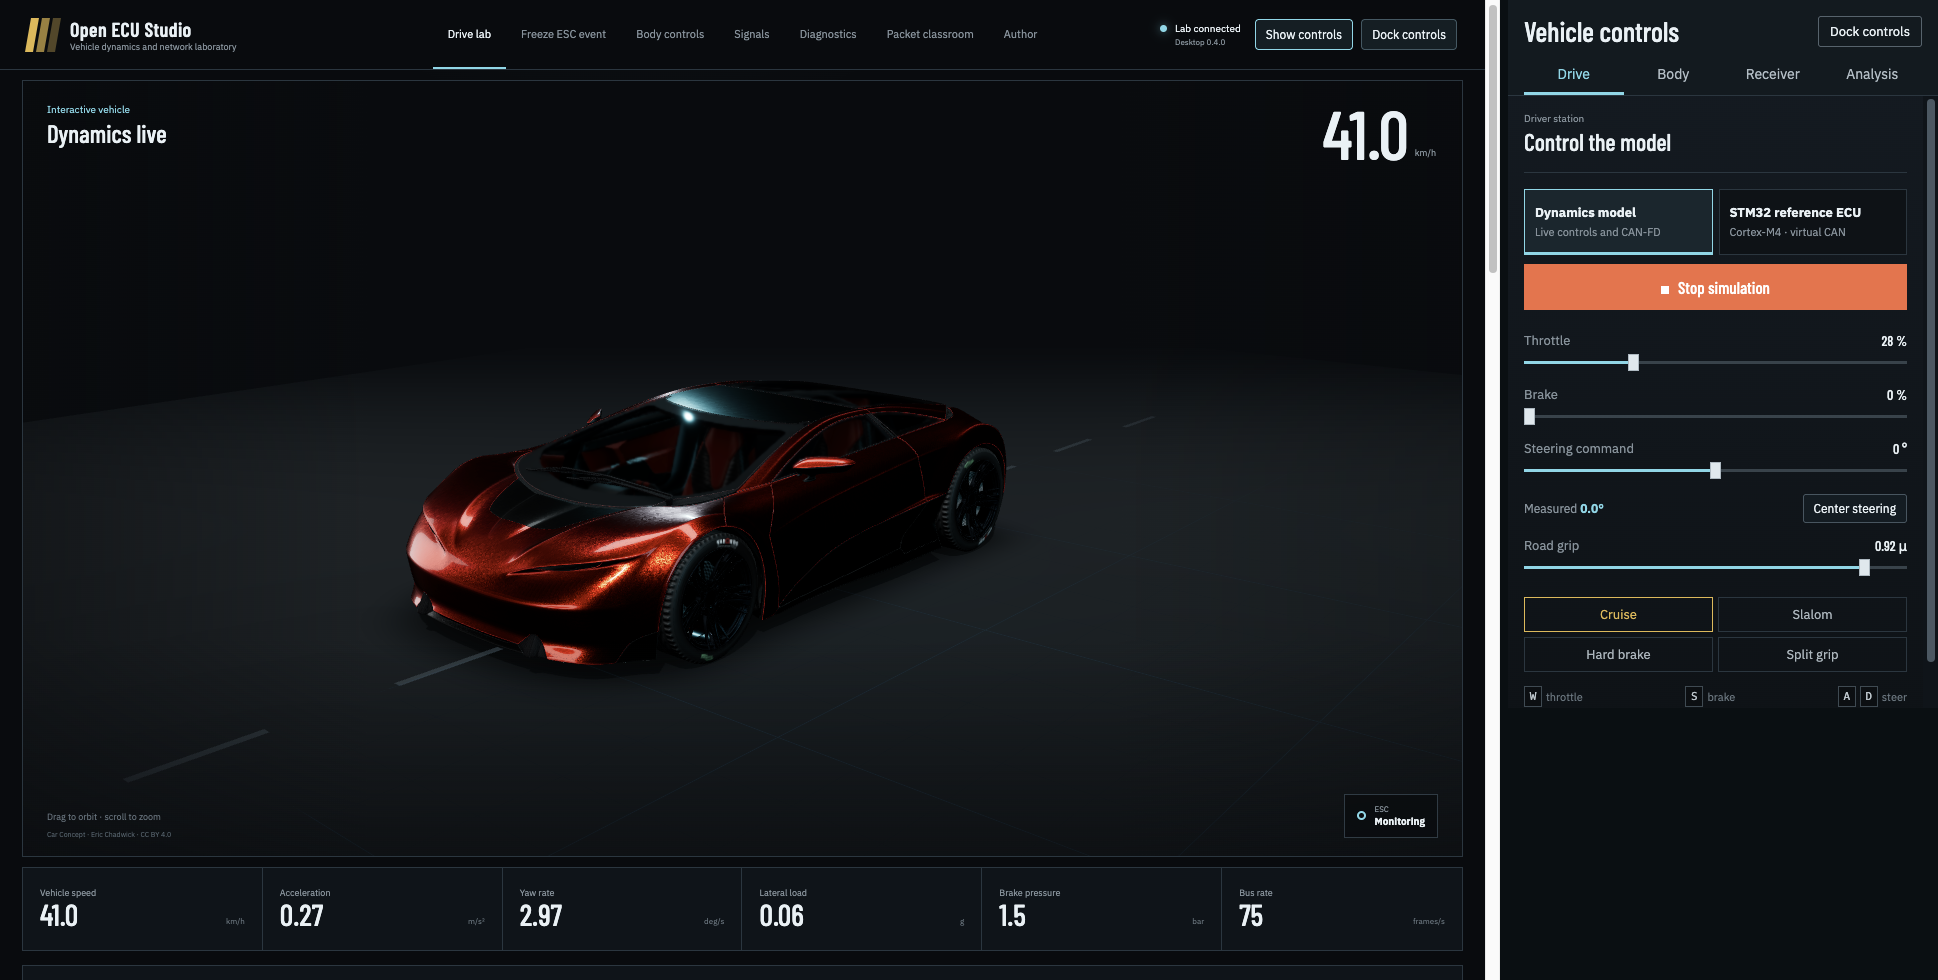 Open ECU Studio
Vehicle dynamics and network laboratory
Drive lab
Freeze ESC event
Body controls
Signals
Diagnostics
Packet classroom
Author
Lab connected
Desktop 0.4.0
Show controls
Dock controls
Interactive vehicle
Dynamics live
41.0 km/h
Drag to orbit · scroll to zoom
Car Concept · Eric Chadwick · CC BY 4.0
ESC
Monitoring
Vehicle speed
41.0 km/h
Acceleration
0.27 m/s²
Yaw rate
2.97 deg/s
Lateral load
0.06 g
Brake pressure
1.5 bar
Bus rate
75 frames/s
Vehicle controls
Dock controls
Drive
Body
Receiver
Analysis
Driver station
Control the model
Dynamics model
Live controls and CAN-FD
STM32 reference ECU
Cortex-M4 · virtual CAN
Stop simulation
Throttle 28 %
Brake 0 %
Steering command 0 °
Measured 0.0°
Center steering
Road grip 0.92 μ
Cruise
Slalom
Hard brake
Split grip
W throttle
S brake
A D steer